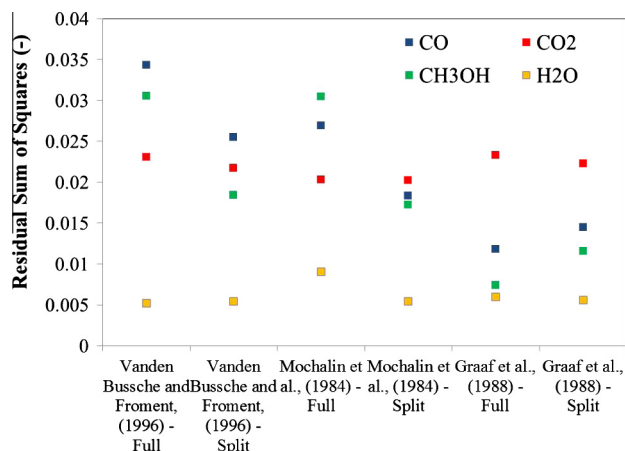 Residual Sum of Squares (-)
0.04
0.035
0.03
0.025
0.02
0.015
0.01
0.005
0
CO
CO2
CH3OH
H2O
Vanden Bussche and Froment, (1996) - Full
Vanden Bussche and Froment, (1996) - Split
Mochalin et al., (1984) - Full
Mochalin et al., (1984) - Split
Graaf et al., (1988) - Full
Graaf et al., (1988) - Split